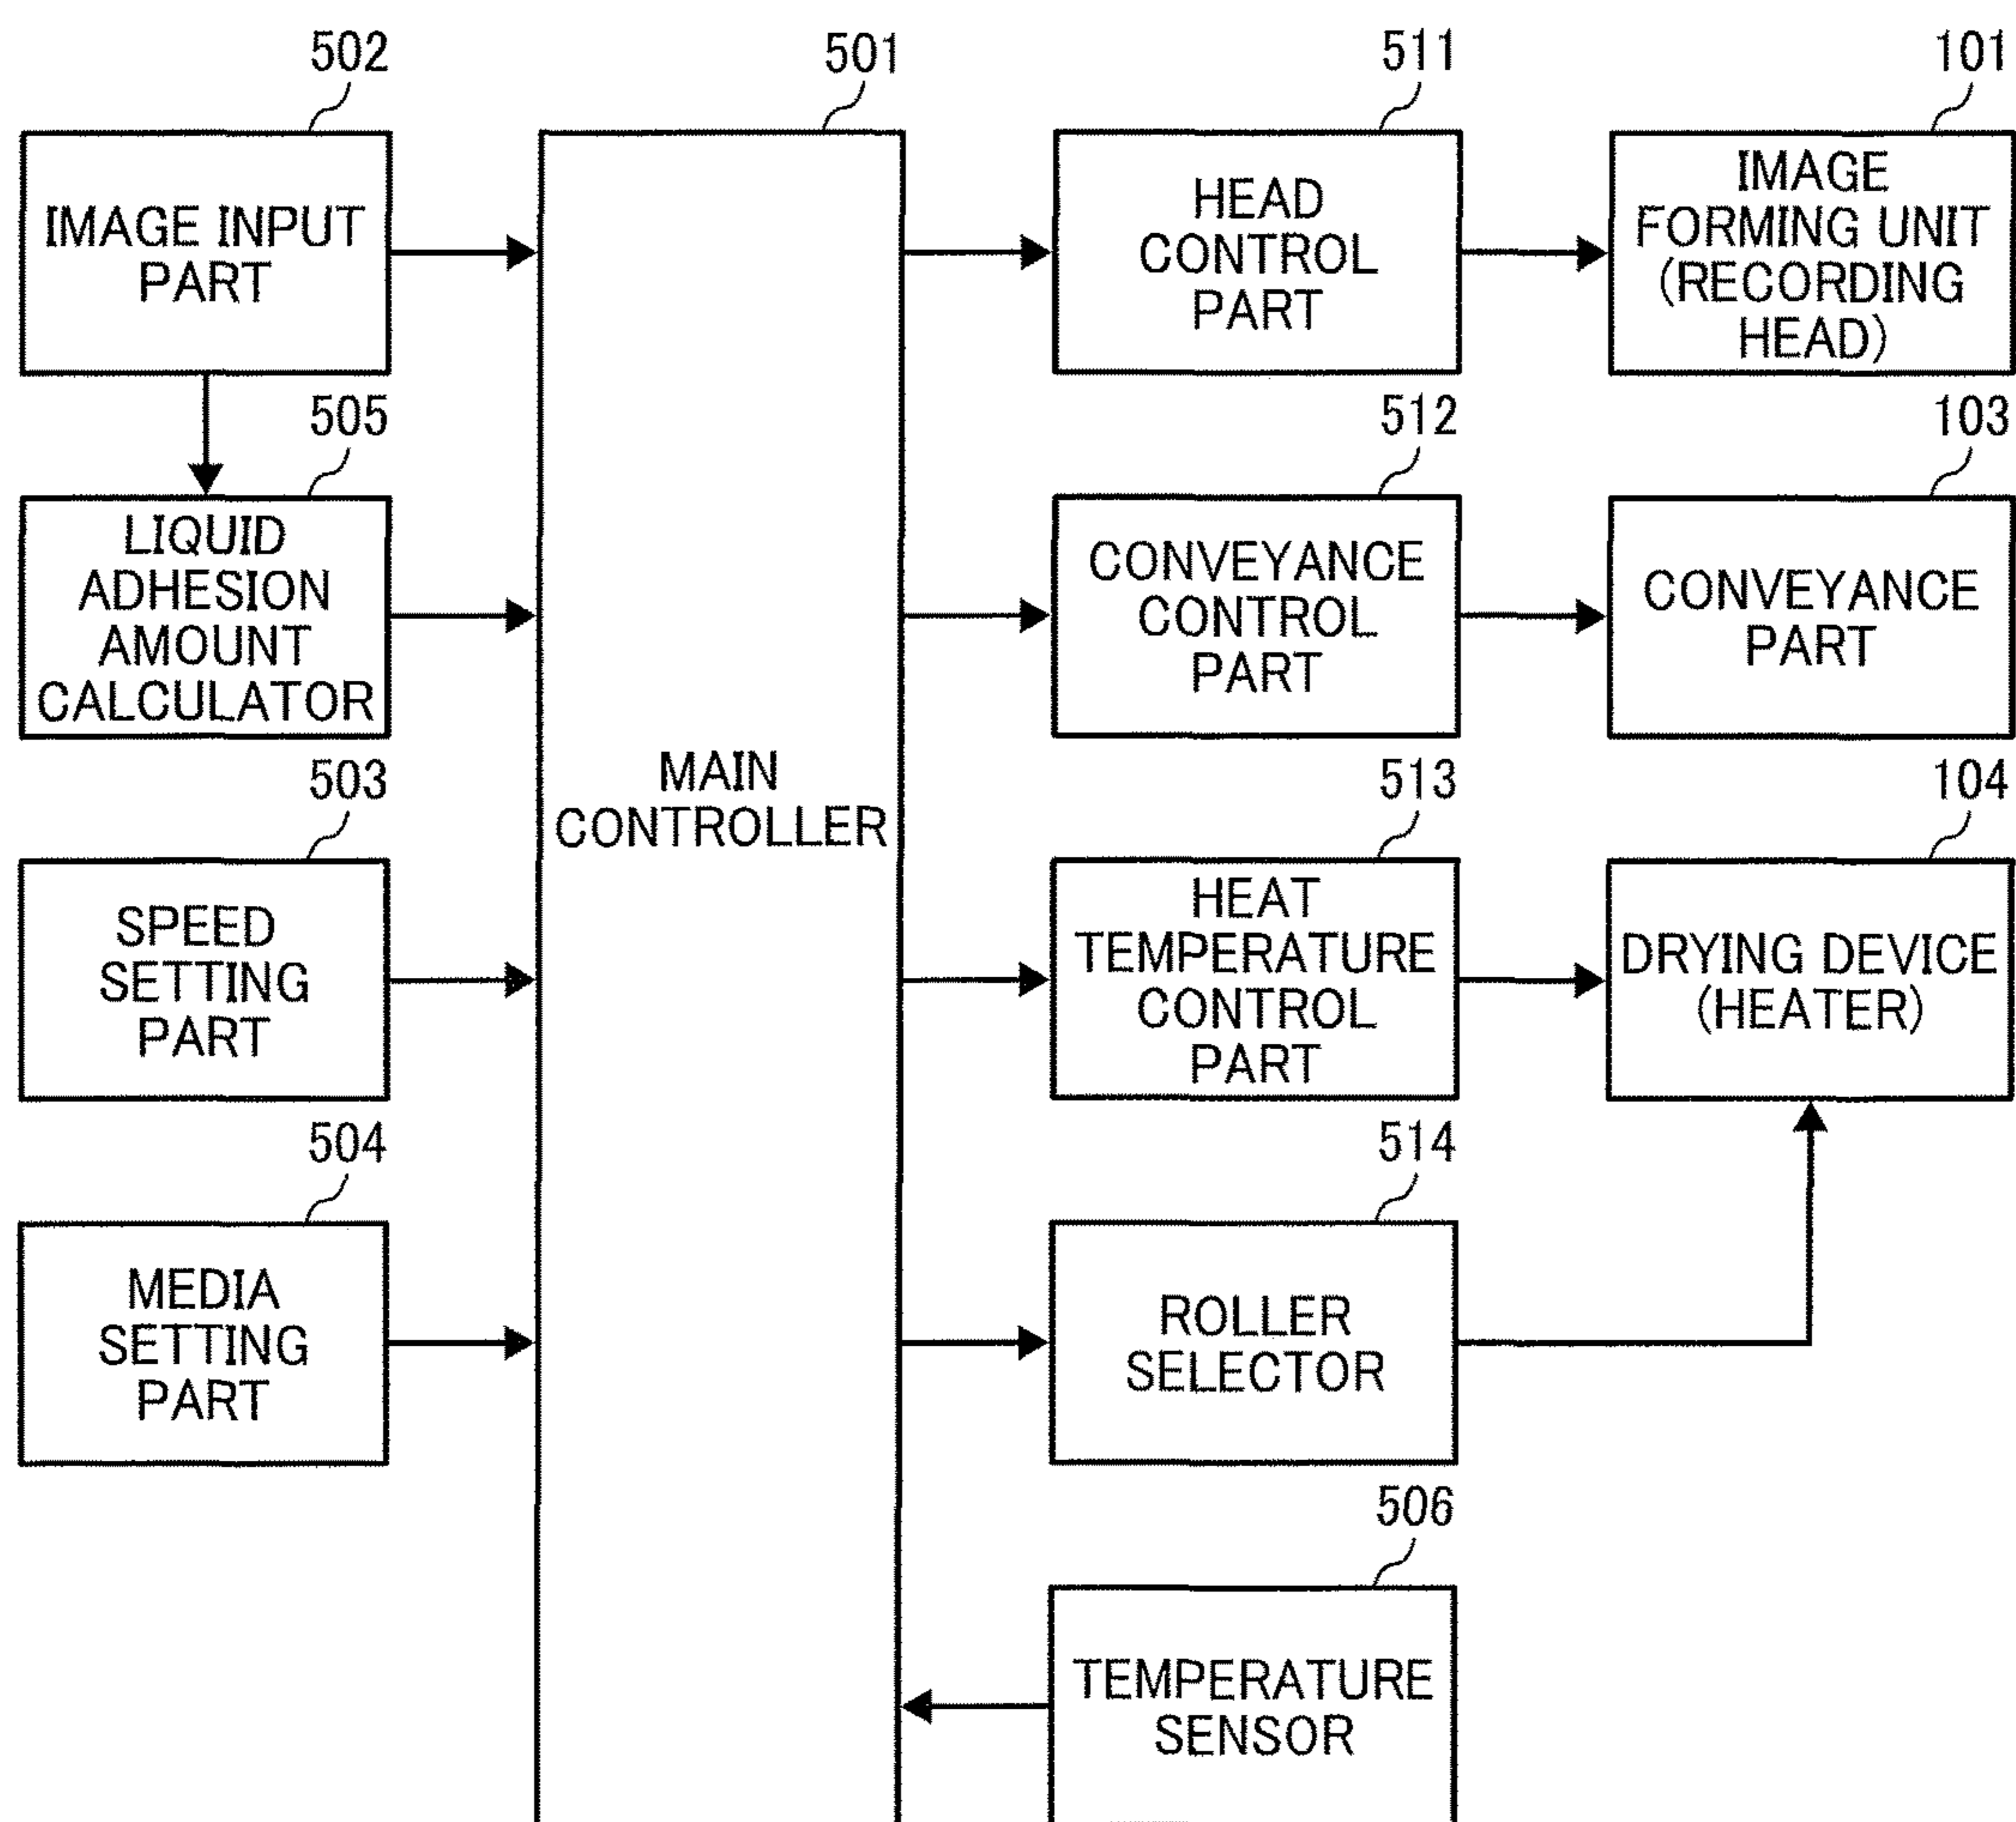 502
501
511
101
IMAGE INPUT
PART
HEAD
CONTROL
PART
IMAGE
FORMING UNIT
(RECORDING
HEAD)
505
512
103
LIQUID
ADHESION
AMOUNT
CALCULATOR
CONVEYANCE
CONTROL
PART
CONVEYANCE
PART
MAIN
CONTROLLER
503
513
104
SPEED
SETTING
PART
HEAT
TEMPERATURE
CONTROL
PART
DRYING DEVICE
(HEATER)
504
514
MEDIA
SETTING
PART
ROLLER
SELECTOR
506
TEMPERATURE
SENSOR